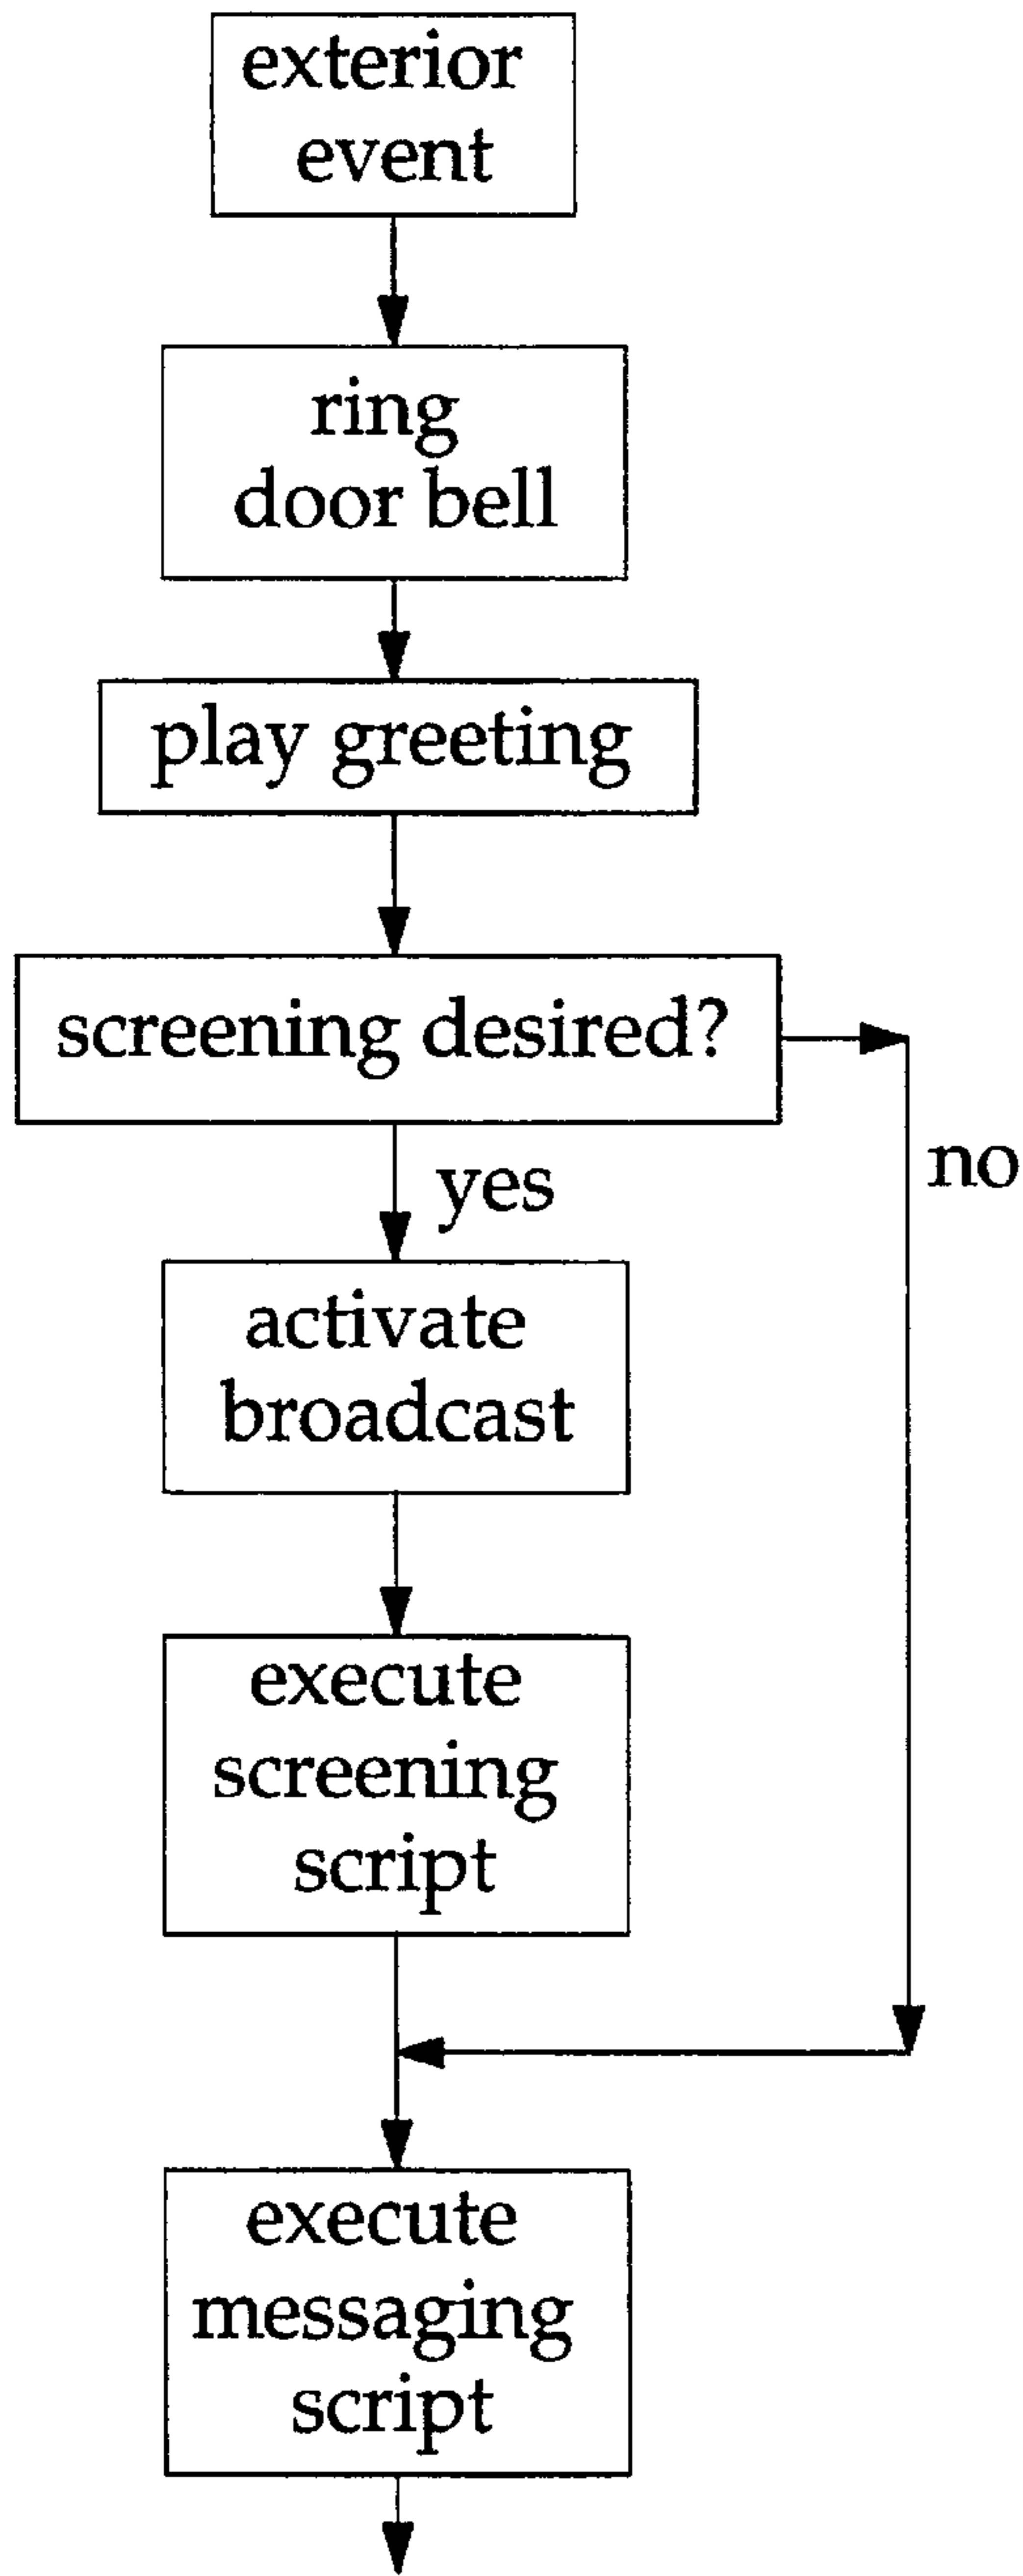 exterior
event
ring
door bell
play greeting
screening desired?
no
yes
activate
broadcast
execute
screening
script
execute
messaging
script